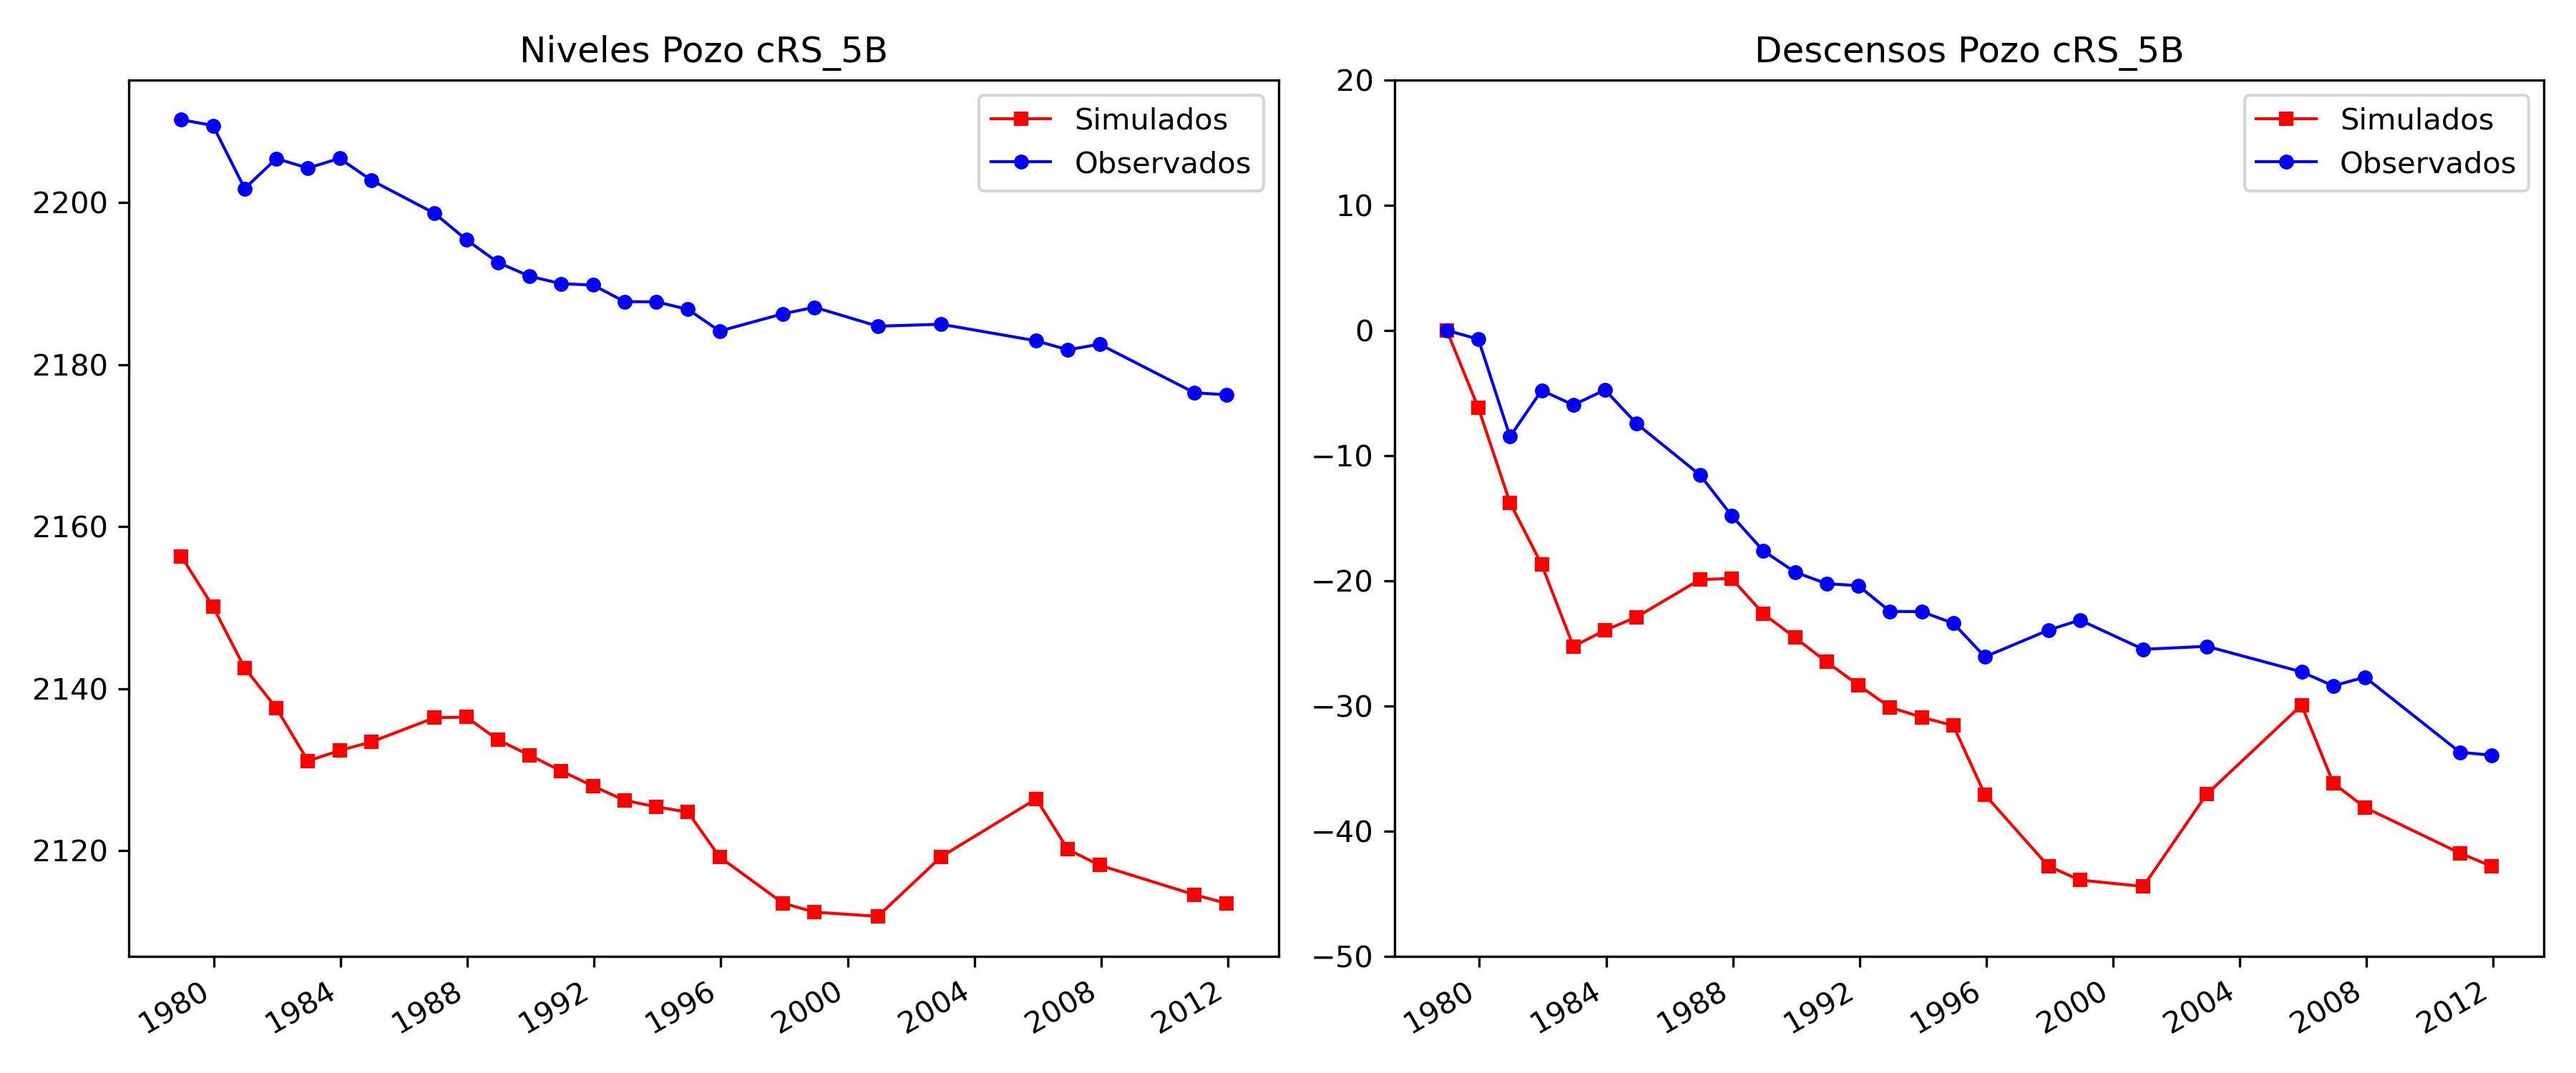 Niveles Pozo cRS_5B
Simulados
Observados
2200
2180
2160
2140
2120
1980 1984 1988 1992 1996 2000 2004 2008 2012
Descensos Pozo cRS_5B
Simulados
Observados
20
10
0
−10
−20
−30
−40
−50
1980 1984 1988 1992 1996 2000 2004 2008 2012